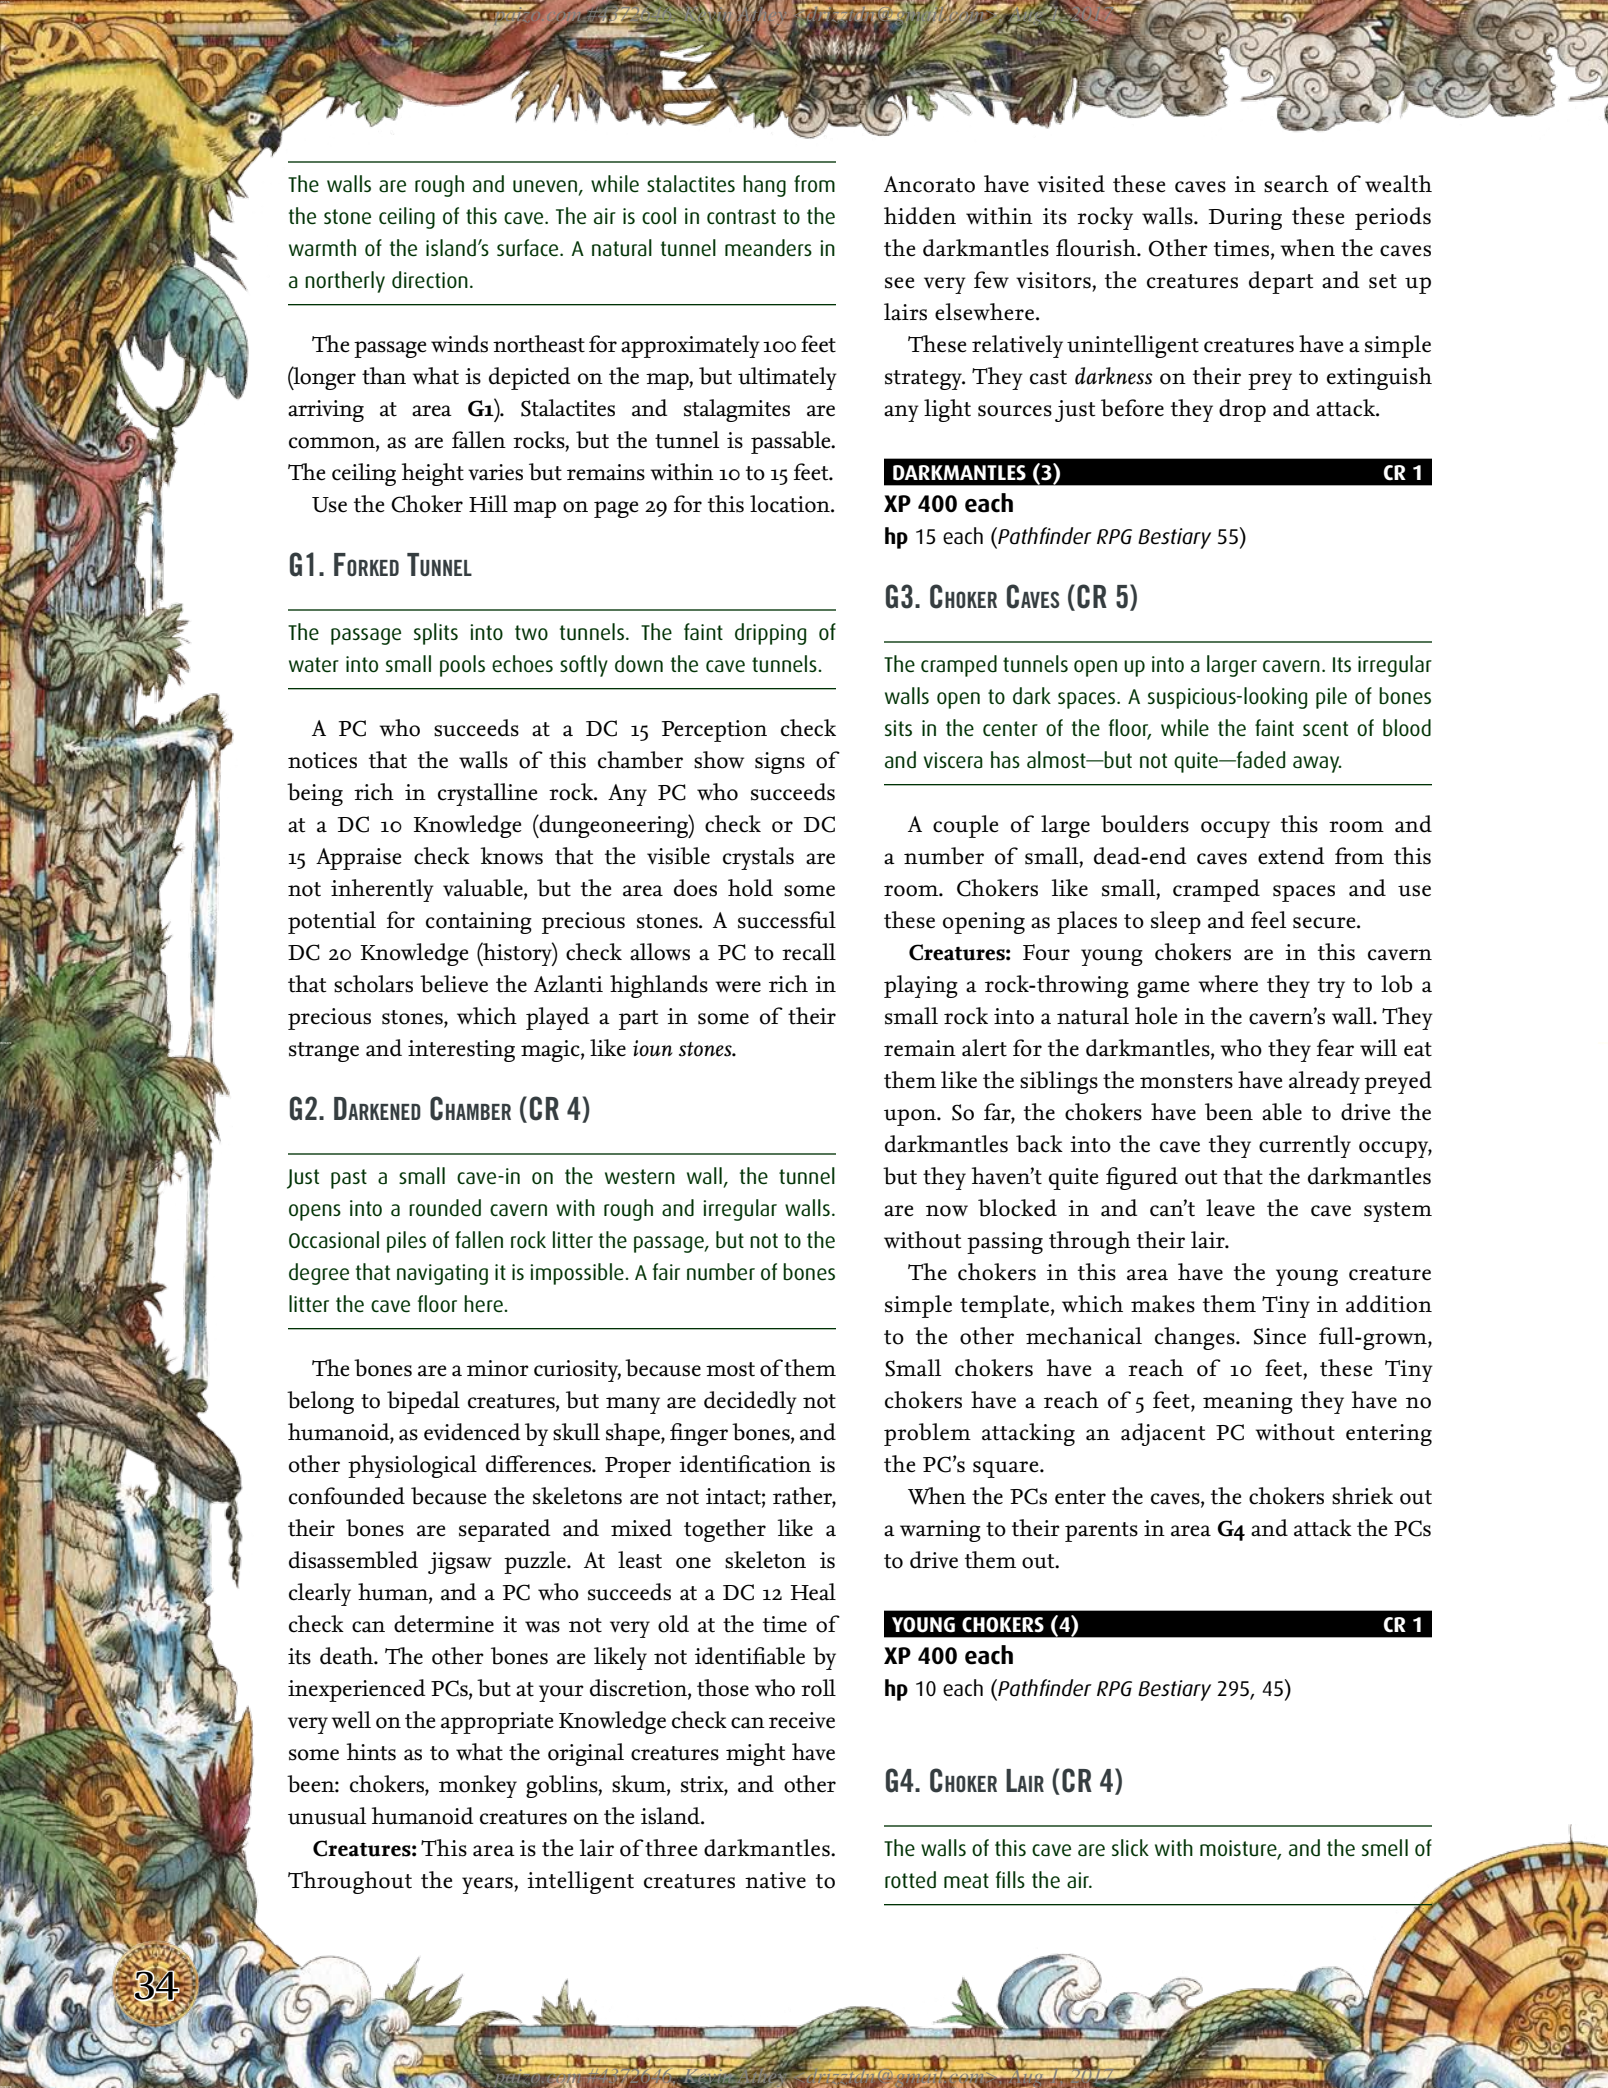 The walls are rough and uneven, while stalactites hang from
the stone ceiling of this cave. The air is cool in contrast to the
warmth of the island's surface. A natural tunnel meanders in
a northerly direction.
The passage winds northeast for approximately 100 feet
(longer than what is depicted on the map, but ultimately
arriving at area G1). Stalactites and stalagmites are
common, as are fallen rocks, but the tunnel is passable.
The ceiling height varies but remains within 10 to 15 feet.
Use the Choker Hill map on page 29 for this location.
G1. Forked Tunnel
The passage splits into two tunnels. The faint dripping of
water into small pools echoes softly down the cave tunnels.
A PC who succeeds at a DC 15 Perception check
notices that the walls of this chamber show signs of
being rich in crystalline rock. Any PC who succeeds
at a DC 10 Knowledge (dungeoneering) check or DC
15 Appraise check knows that the visible crystals are
not inherently valuable, but the area does hold some
potential for containing precious stones. A successful
DC 20 Knowledge (history) check allows a PC to recall
that scholars believe the Azlanti highlands were rich in
precious stones, which played a part in some of their
strange and interesting magic, like ioun stones.
G2. Darkened Chamber (CR 4)
Just past a small cave-in on the western wall, the tunnel
opens into a rounded cavern with rough and irregular walls.
Occasional piles of fallen rock litter the passage, but not to the
degree that navigating it is impossible. A fair number of bones
litter the cave floor here.
The bones are a minor curiosity, because most of them
belong to bipedal creatures, but many are decidedly not
humanoid, as evidenced by skull shape, finger bones, and
other physiological differences. Proper identification is
confounded because the skeletons are not intact; rather,
their bones are separated and mixed together like a
disassembled jigsaw puzzle. At least one skeleton is
clearly human, and a PC who succeeds at a DC 12 Heal
check can determine it was not very old at the time of
its death. The other bones are likely not identifiable by
inexperienced PCs, but at your discretion, those who roll
very well on the appropriate Knowledge check can receive
some hints as to what the original creatures might have
been: chokers, monkey goblins, skum, strix, and other
unusual humanoid creatures on the island.
Creatures: This area is the lair of three darkmantles.
Throughout the years, intelligent creatures native to
Ancorato have visited these caves in search of wealth
hidden within its rocky walls. During these periods
the darkmantles flourish. Other times, when the caves
see very few visitors, the creatures depart and set up
lairs elsewhere.
These relatively unintelligent creatures have a simple
strategy. They cast darkness on their prey to extinguish
any light sources just before they drop and attack.
DARKMANTLES (3) CR 1
XP 400 each
hp 15 each (Pathfinder RPG Bestiary 55)
G3. Choker Caves (CR 5)
The cramped tunnels open up into a larger cavern. Its irregular
walls open to dark spaces. A suspicious-looking pile of bones
sits in the center of the floor, while the faint scent of blood
and viscera has almost—but not quite—faded away.
A couple of large boulders occupy this room and
a number of small, dead-end caves extend from this
room. Chokers like small, cramped spaces and use
these opening as places to sleep and feel secure.
Creatures: Four young chokers are in this cavern
playing a rock-throwing game where they try to lob a
small rock into a natural hole in the cavern's wall. They
remain alert for the darkmantles, who they fear will eat
them like the siblings the monsters have already preyed
upon. So far, the chokers have been able to drive the
darkmantles back into the cave they currently occupy,
but they haven't quite figured out that the darkmantles
are now blocked in and can't leave the cave system
without passing through their lair.
The chokers in this area have the young creature
simple template, which makes them Tiny in addition
to the other mechanical changes. Since full-grown,
Small chokers have a reach of 10 feet, these Tiny
chokers have a reach of 5 feet, meaning they have no
problem attacking an adjacent PC without entering
the PC's square.
When the PCs enter the caves, the chokers shriek out
a warning to their parents in area G4 and attack the PCs
to drive them out.
YOUNG CHOKERS (4) CR 1
XP 400 each
hp 10 each (Pathfinder RPG Bestiary 295, 45)
G4. Choker Lair (CR 4)
The walls of this cave are slick with moisture, and the smell of
rotted meat fills the air.
34